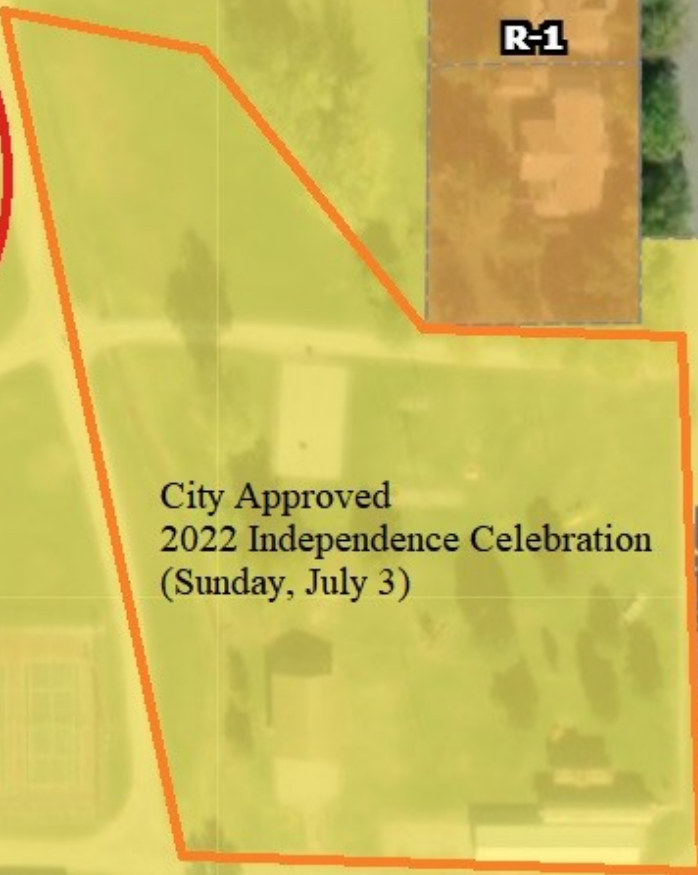 R-1
City Approved
2022 Independence Celebration
(Sunday, July 3)